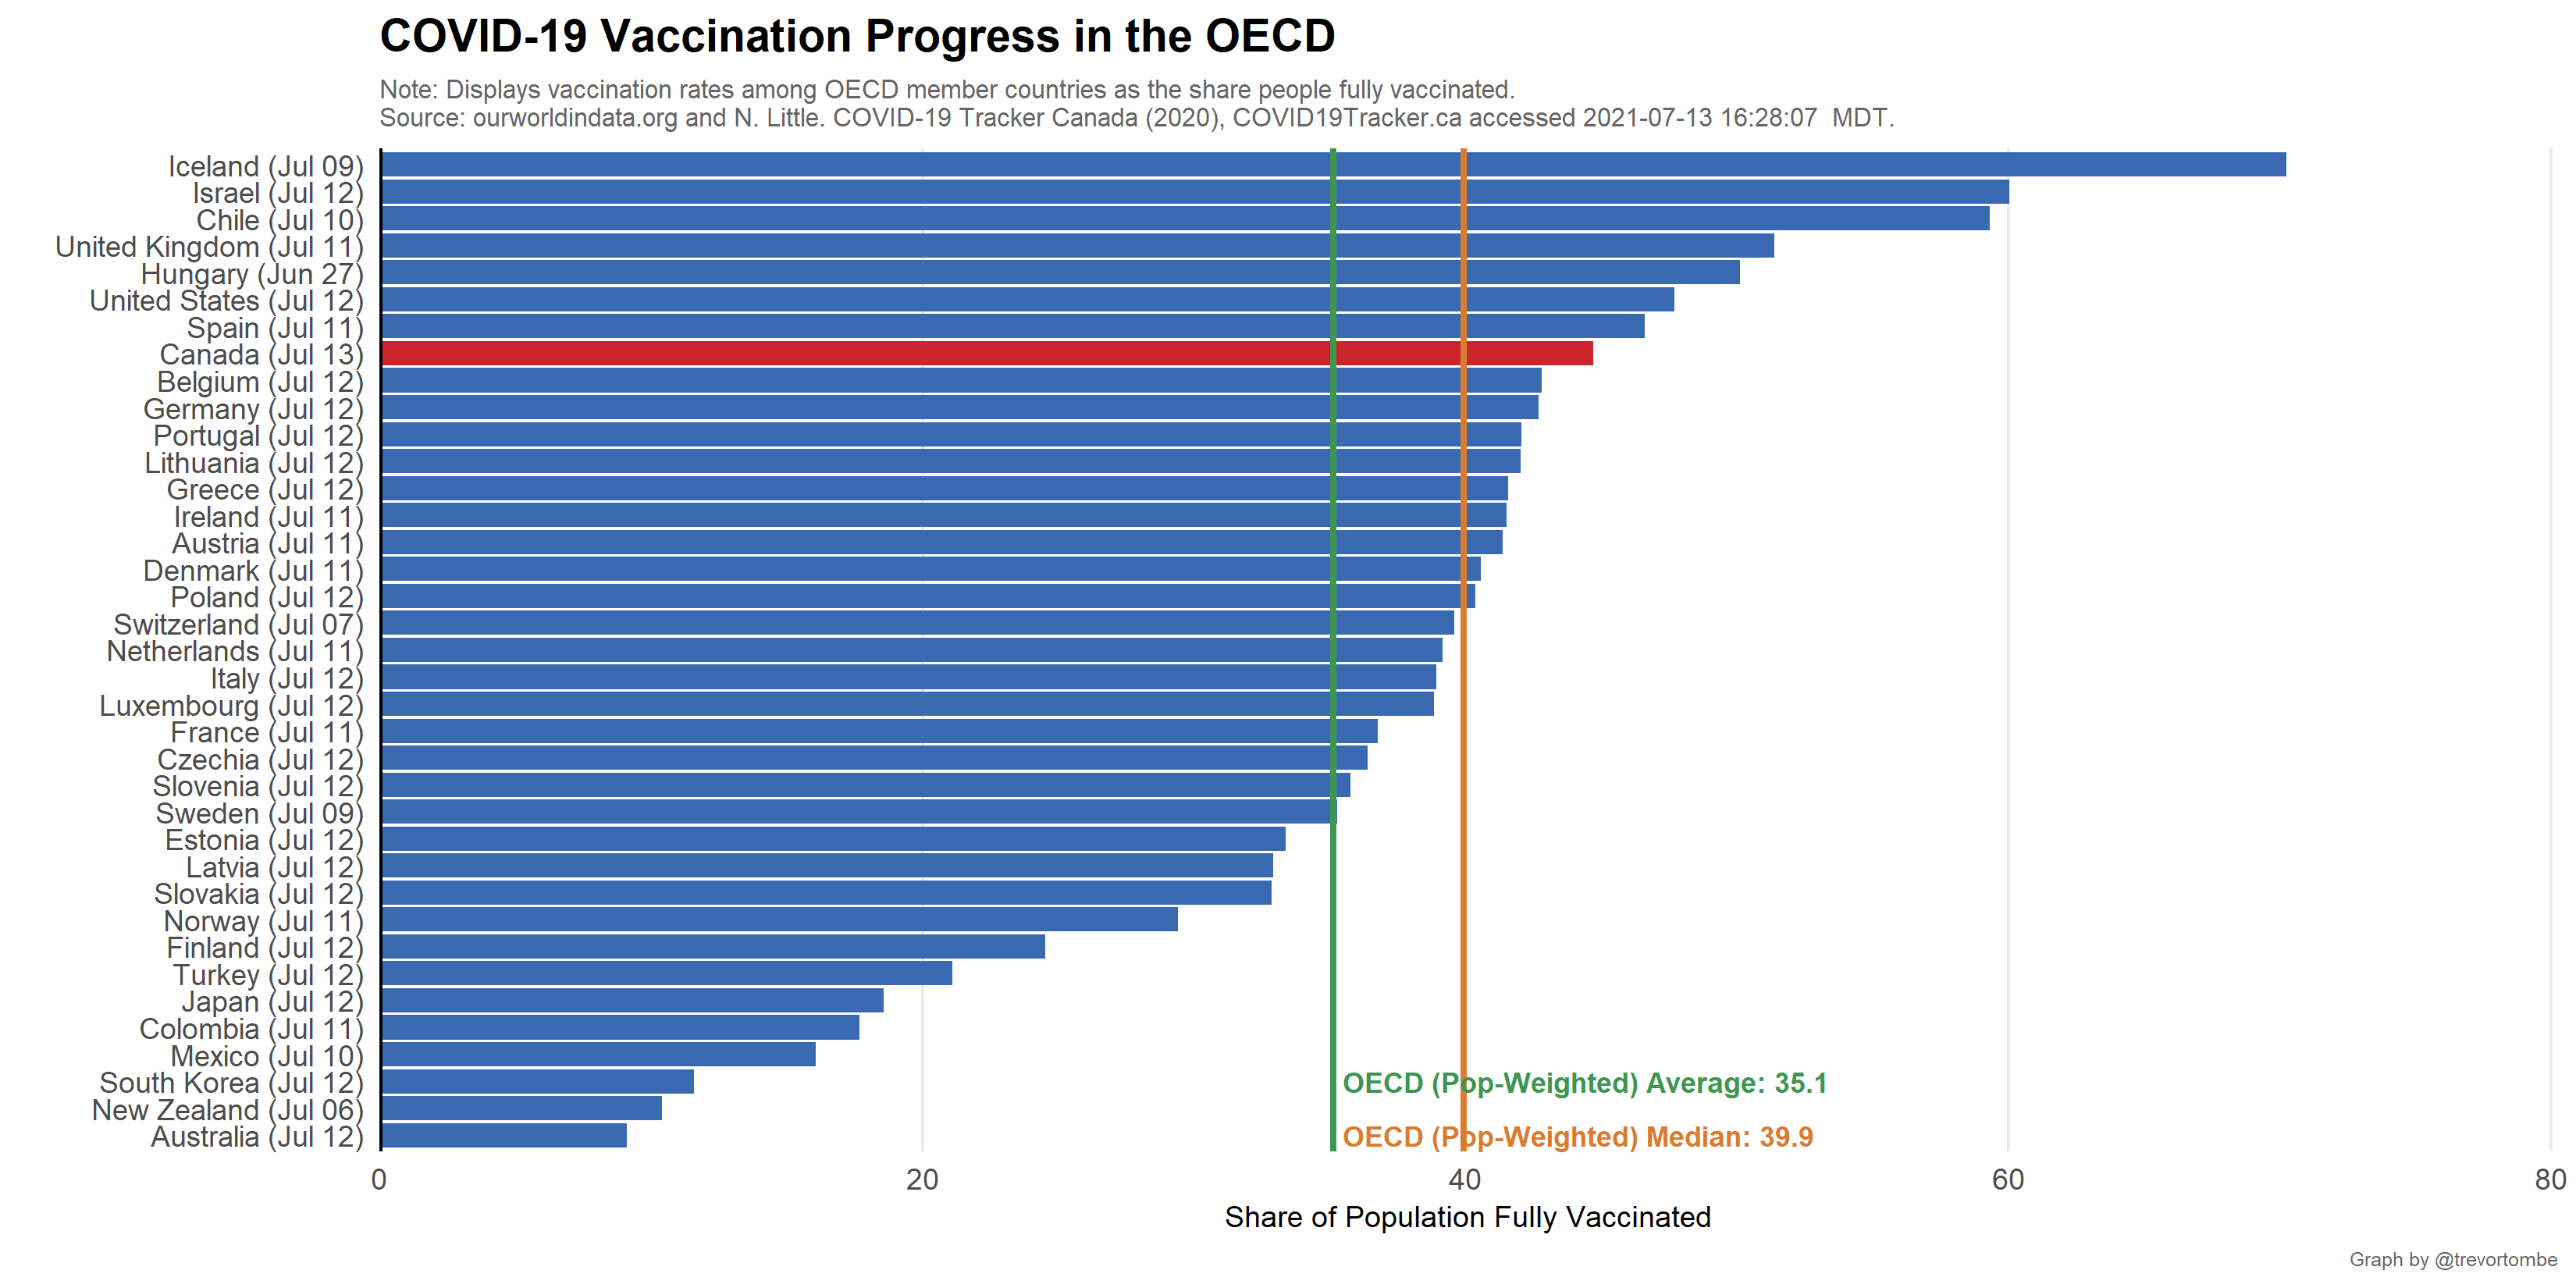 COVID-19 Vaccination Progress in the OECD
Note: Displays vaccination rates among OECD member countries as the share people fully vaccinated.
Source: ourworldindata.org and N. Little. COVID-19 Tracker Canada (2020), COVID19Tracker.ca accessed 2021-07-13 16:28:07  MDT.
Iceland (Jul 09)
Israel (Jul 12)
Chile (Jul 10)
United Kingdom (Jul 11)
Hungary (Jun 27)
United States (Jul 12)
Spain (Jul 11)
Canada (Jul 13)
Belgium (Jul 12)
Germany (Jul 12)
Portugal (Jul 12)
Lithuania (Jul 12)
Greece (Jul 12)
Ireland (Jul 11)
Austria (Jul 11)
Denmark (Jul 11)
Poland (Jul 12)
Switzerland (Jul 07)
Netherlands (Jul 11)
Italy (Jul 12)
Luxembourg (Jul 12)
France (Jul 11)
Czechia (Jul 12)
Slovenia (Jul 12)
Sweden (Jul 09)
Estonia (Jul 12)
Latvia (Jul 12)
Slovakia (Jul 12)
Norway (Jul 11)
Finland (Jul 12)
Turkey (Jul 12)
Japan (Jul 12)
Colombia (Jul 11)
Mexico (Jul 10)
South Korea (Jul 12)
OECD (Pop-Weighted) Average: 35.1
New Zealand (Jul 06)
Australia (Jul 12)
OECD (Pop-Weighted) Median: 39.9
0 20 40 60 80
Share of Population Fully Vaccinated
Graph by @trevortombe